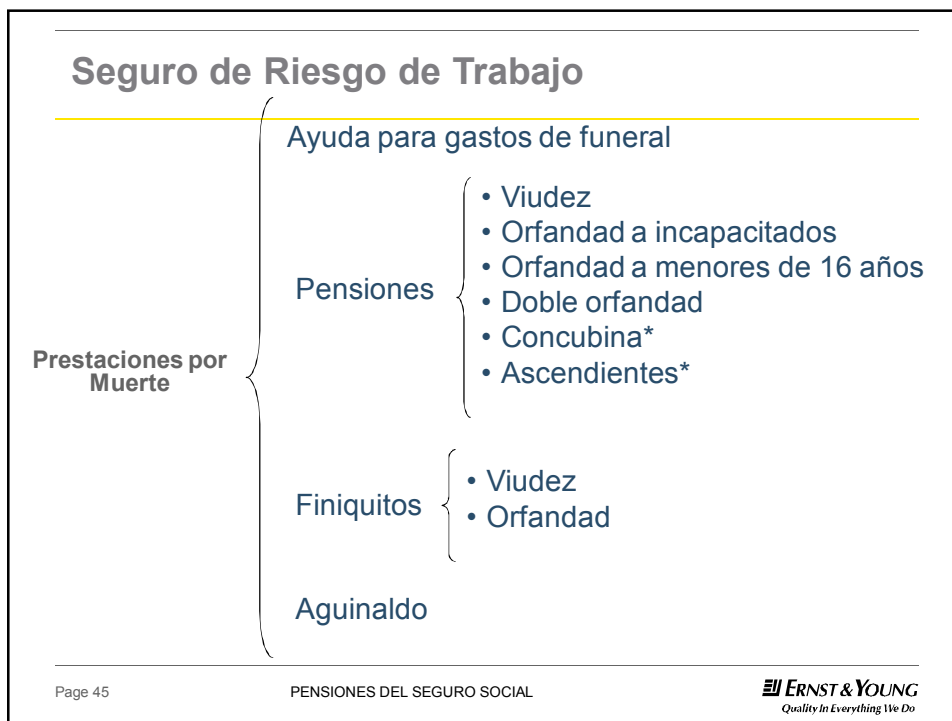 Seguro de Riesgo de Trabajo
Ayuda para gastos de funeral
Prestaciones por
Muerte
Pensiones
• Viudez
• Orfandad a incapacitados
• Orfandad a menores de 16 años
• Doble orfandad
• Concubina*
• Ascendientes*
Finiquitos
• Viudez
• Orfandad
Aguinaldo
Page 45
PENSIONES DEL SEGURO SOCIAL
ERNST & YOUNG
Quality In Everything We Do